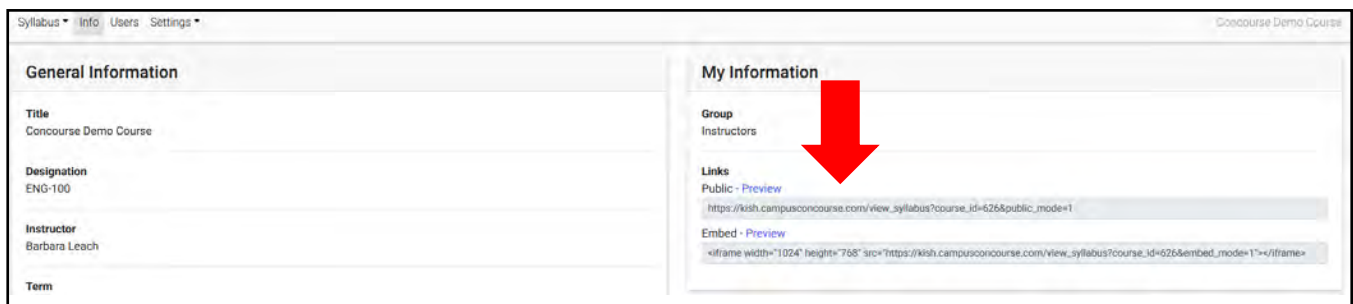 Syllabus Info Users Settings
Concourse Demo Course
General Information
Title
Concourse Demo Course
Designation
ENG-100
Instructor
Barbara Leach
Term
My Information
Group
Instructors
Links
Public - Preview
https://kish.campusconcourse.com/view_syllabus?course_id=626&public_mode=1
Embed - Preview
<iframe width="1024" height="768" src="https://kish.campusconcourse.com/view_syllabus?course_id=626&embed_mode=1"></iframe>